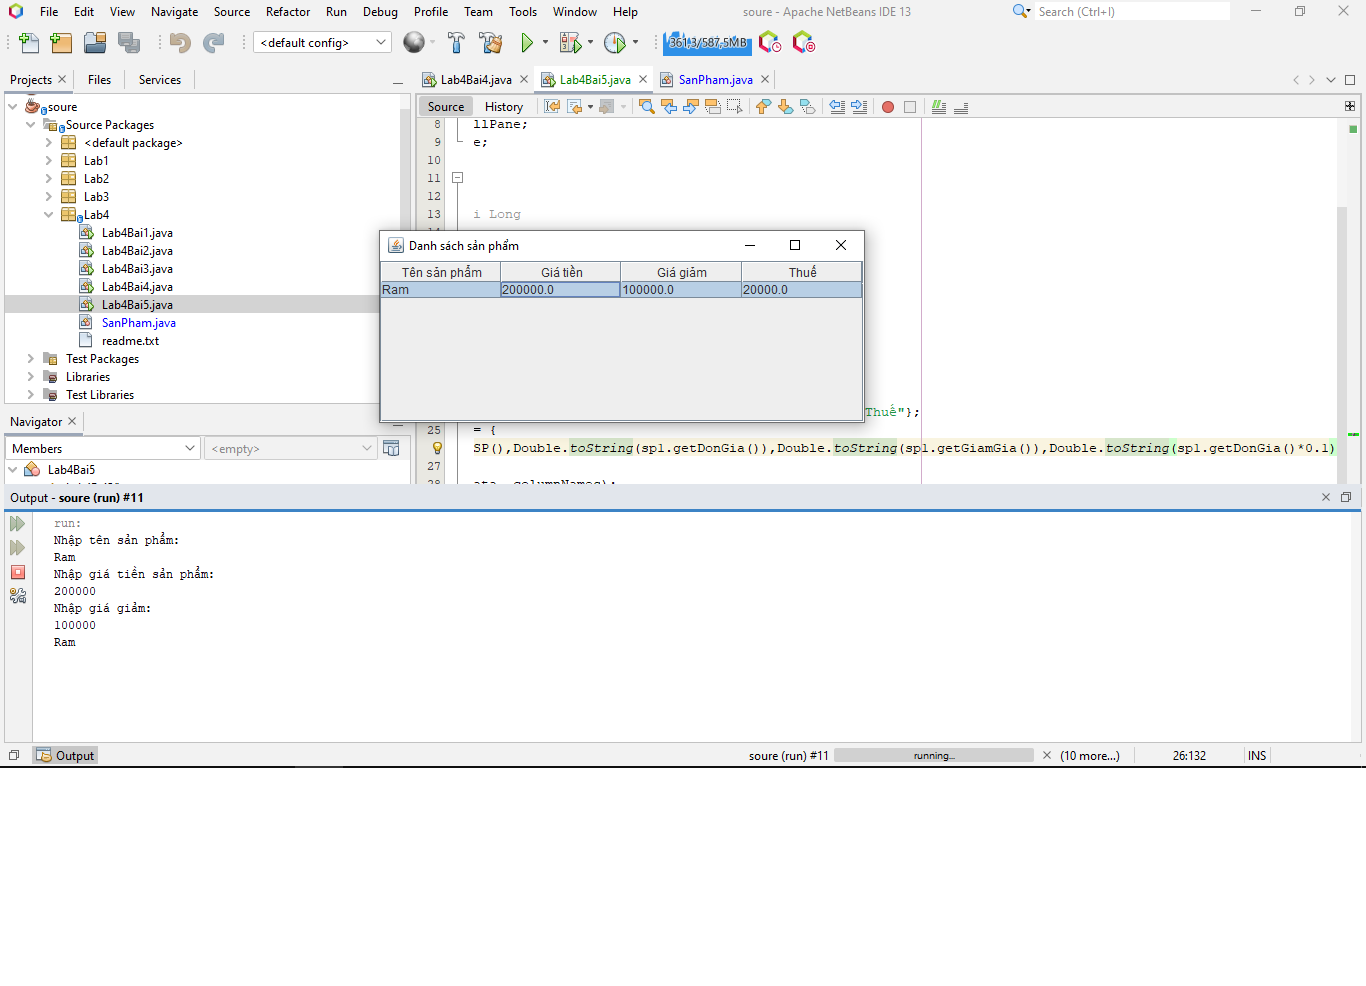 File Edit View Navigate Source Refactor Run Debug Profile Team Tools Window Help soure - Apache NetBeans IDE 13 Search (Ctrl+I)
<default config> 361,3/587,5MB
Projects Files Services
Lab4Bai4.java Lab4Bai5.java SanPham.java
soure
Source Packages
<default package>
Lab1
Lab2
Lab3
Lab4
Lab4Bai1.java
Lab4Bai2.java
Lab4Bai3.java
Lab4Bai4.java
Lab4Bai5.java
SanPham.java
readme.txt
Test Packages
Libraries
Test Libraries
Source History
8 llPane;
9 e;
10
11
12
13 i Long
Danh sách sản phẩm
Tên sản phẩm Giá tiền Giá giảm Thuế
Ram 200000.0 100000.0 20000.0
Thuế"};
25 = {
SP(),Double.toString(sp1.getDonGia()),Double.toString(sp1.getGiamGia()),Double.toString(sp1.getDonGia()*0.1)
27
28 ata, columnNames);
Navigator
Members <empty>
Lab4Bai5
Output - soure (run) #11
run:
Nhập tên sản phẩm:
Ram
Nhập giá tiền sản phẩm:
200000
Nhập giá giảm:
100000
Ram
Output soure (run) #11 running... (10 more...) 26:132 INS